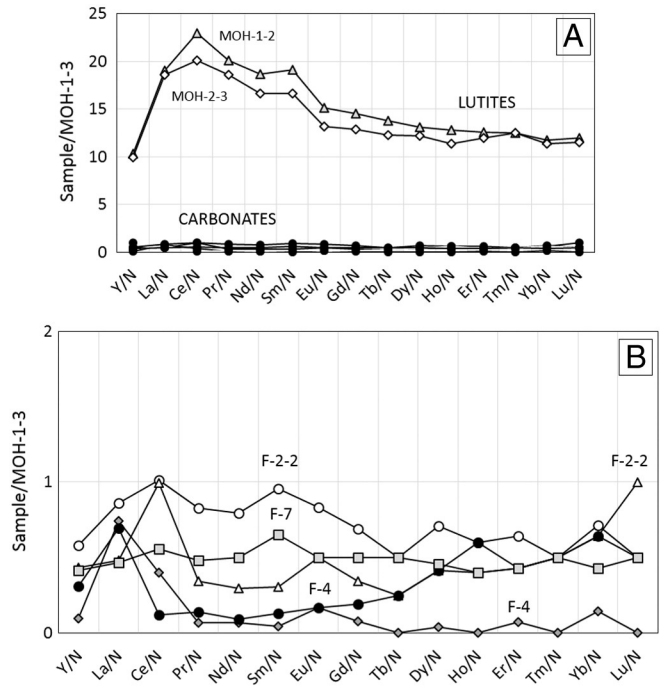 A
25
20
15
10
5
0
Sample/MOH-1-3
MOH-1-2
MOH-2-3
LUTITES
CARBONATES
Y/N La/N Ce/N Pr/N Nd/N Sm/N Eu/N Gd/N Tb/N Dy/N Ho/N Er/N Tm/N Yb/N Lu/N
B
2
1
0
Sample/MOH-1-3
F-2-2
F-2-2
F-7
F-4
F-4
Y/N La/N Ce/N Pr/N Nd/N Sm/N Eu/N Gd/N Tb/N Dy/N Ho/N Er/N Tm/N Yb/N Lu/N